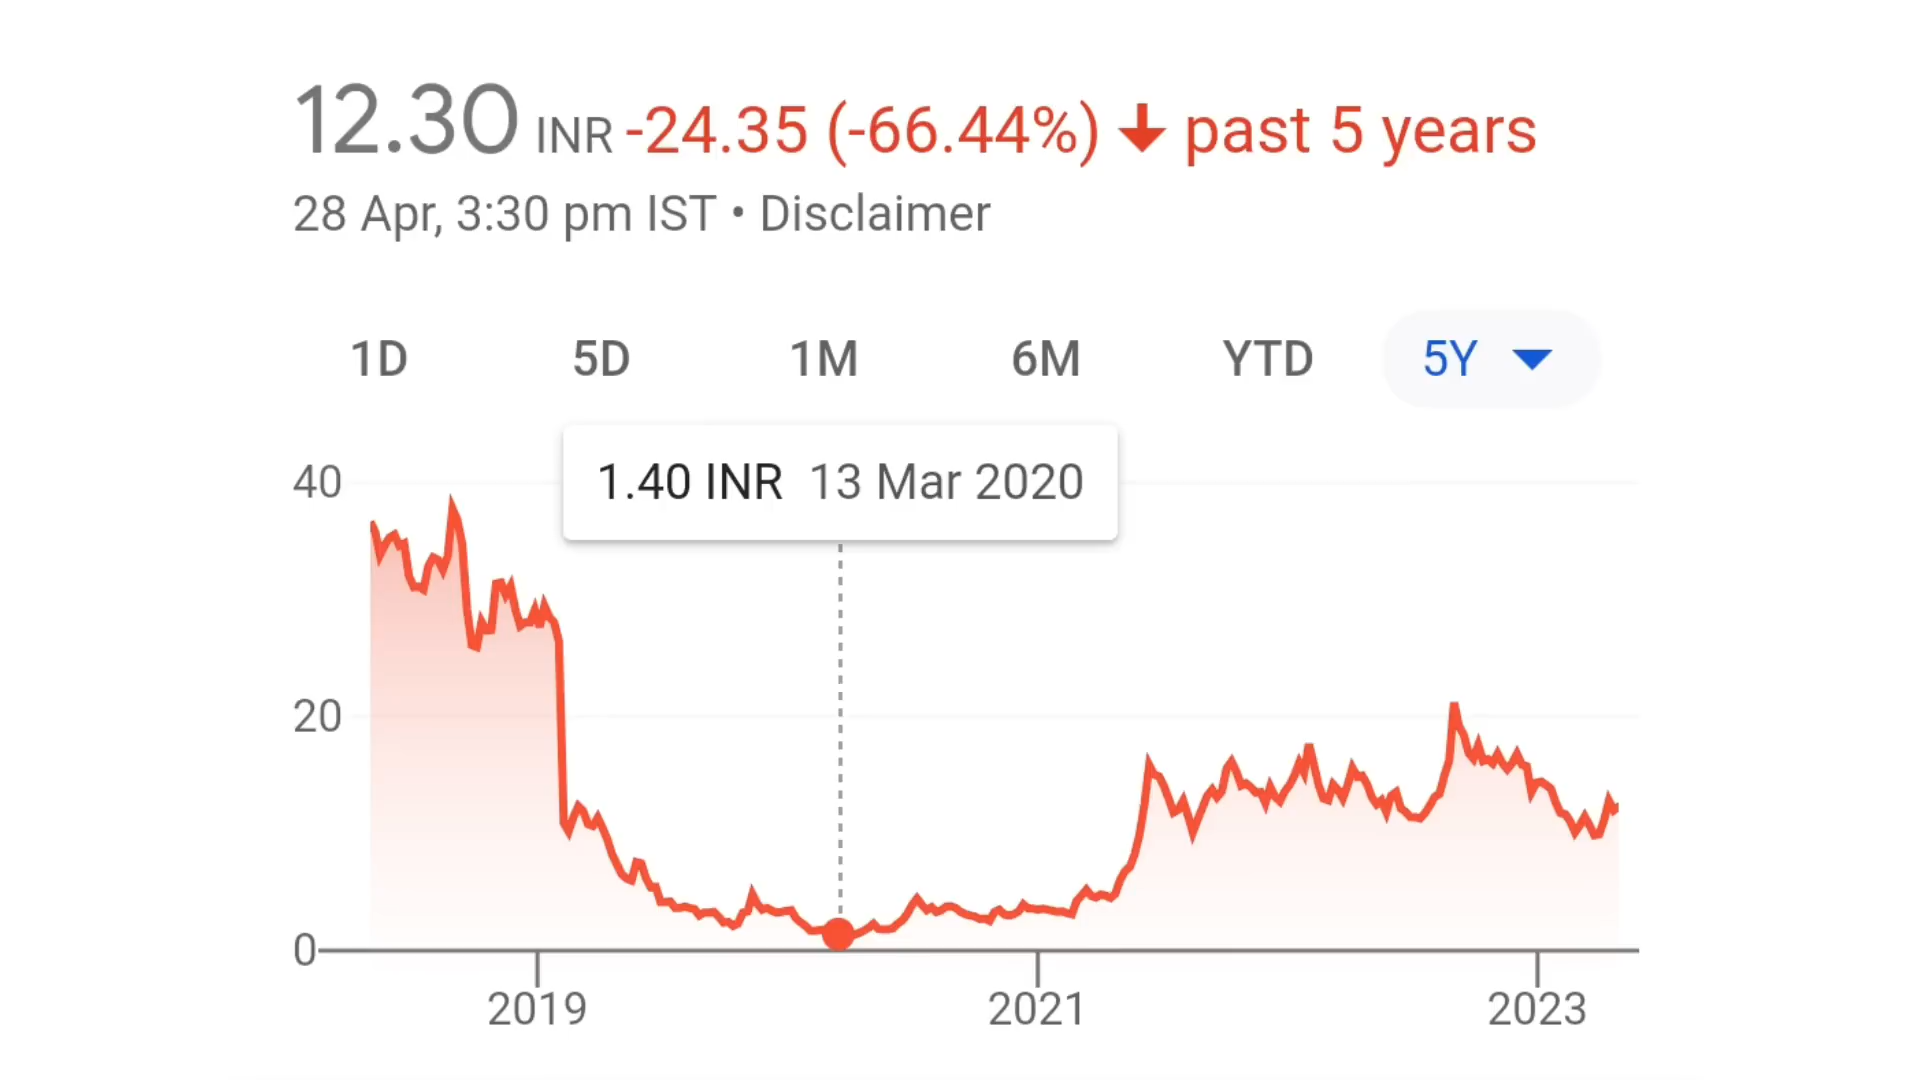 12.30 INR -24.35 (-66.44%) past 5 years
28 Apr, 3:30 pm IST • Disclaimer
1D 5D 1M 6M YTD 5Y
1.40 INR 13 Mar 2020
40
20
0
2019 2021 2023